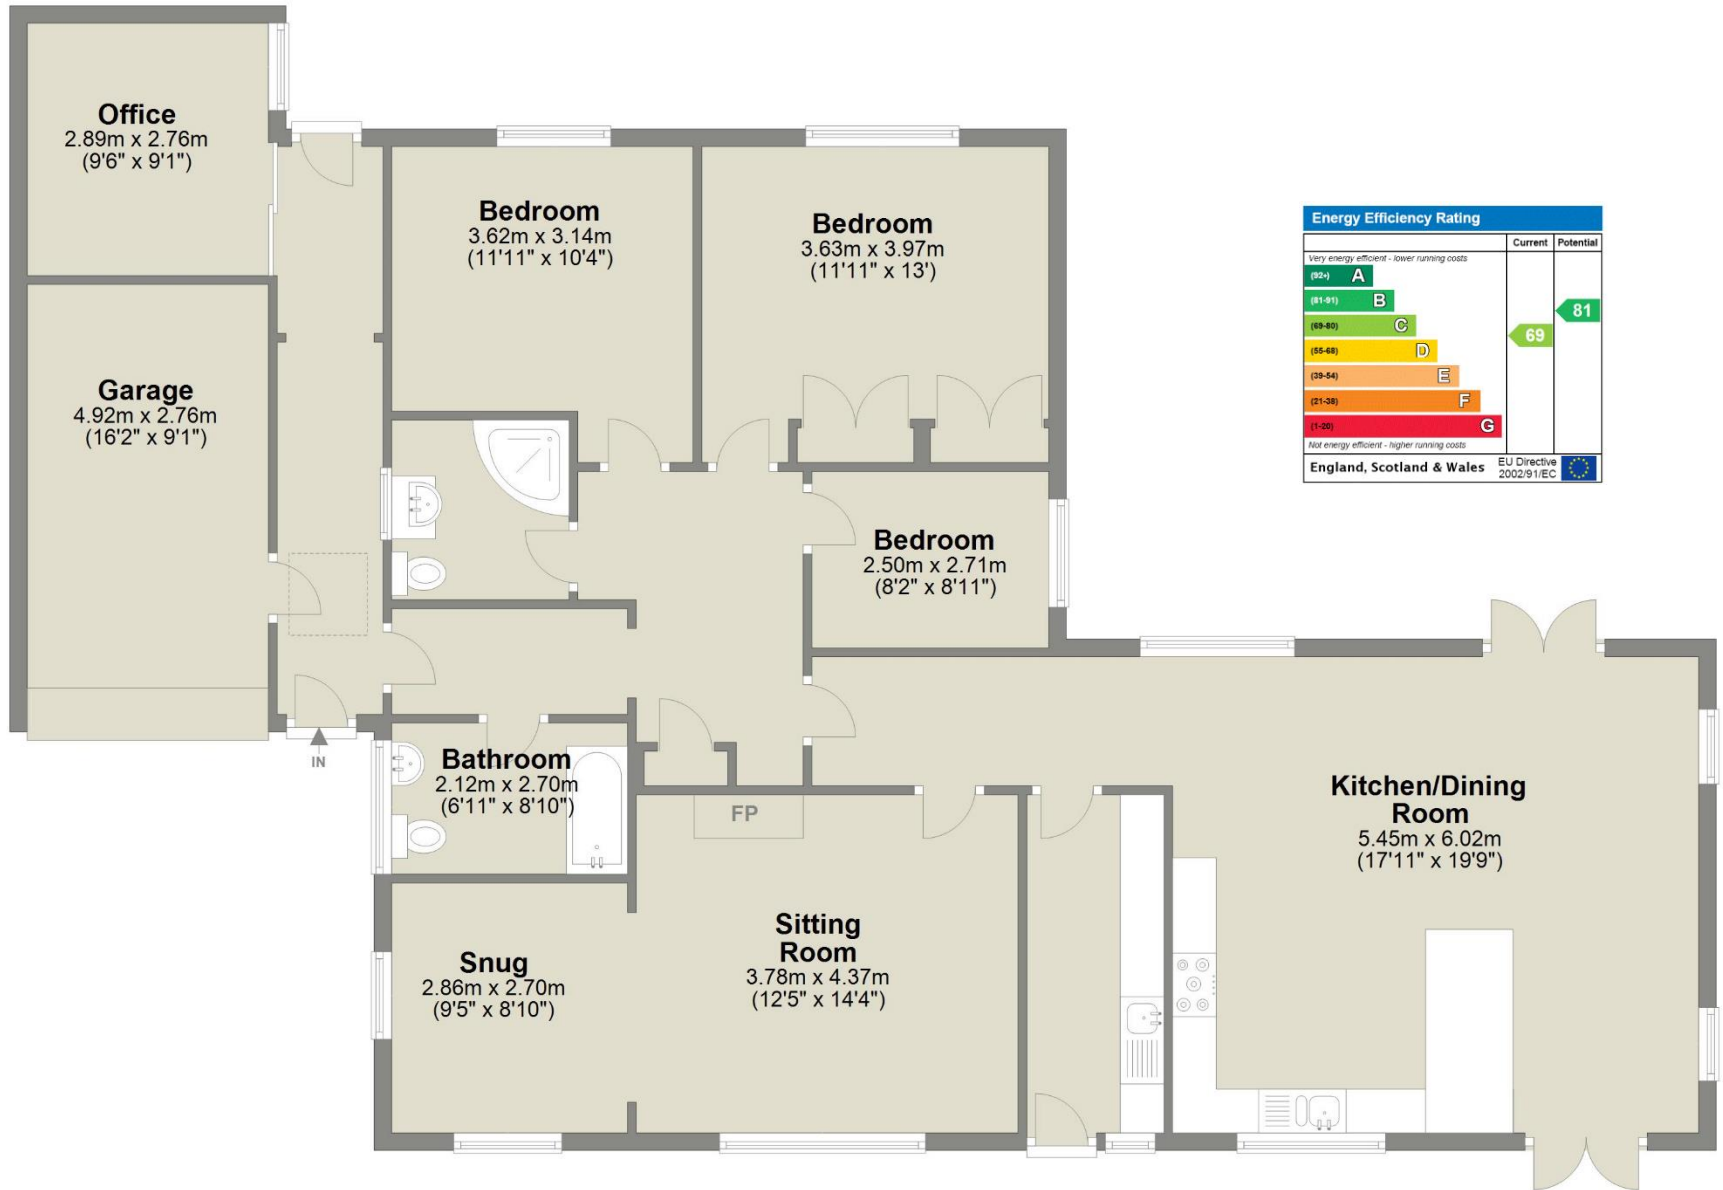 Office
2.89m x 2.76m
(9'6" x 9'1")
Bedroom
3.62m x 3.14m
(11'11" x 10'4")
Bedroom
3.63m x 3.97m
(11'11" x 13')
Energy Efficiency Rating
Current Potential
Very energy efficient - lower running costs
(92+) A
(81-91) B
(69-80) C
(55-68) D
(39-54) E
(21-38) F
(1-20) G
69
81
Not energy efficient - higher running costs
England, Scotland & Wales
EU Directive
2002/91/EC
Garage
4.92m x 2.76m
(16'2" x 9'1")
Bedroom
2.50m x 2.71m
(8'2" x 8'11")
IN
Bathroom
2.12m x 2.70m
(6'11" x 8'10")
FP
Kitchen/Dining
Room
5.45m x 6.02m
(17'11" x 19'9")
Snug
2.86m x 2.70m
(9'5" x 8'10")
Sitting
Room
3.78m x 4.37m
(12'5" x 14'4")